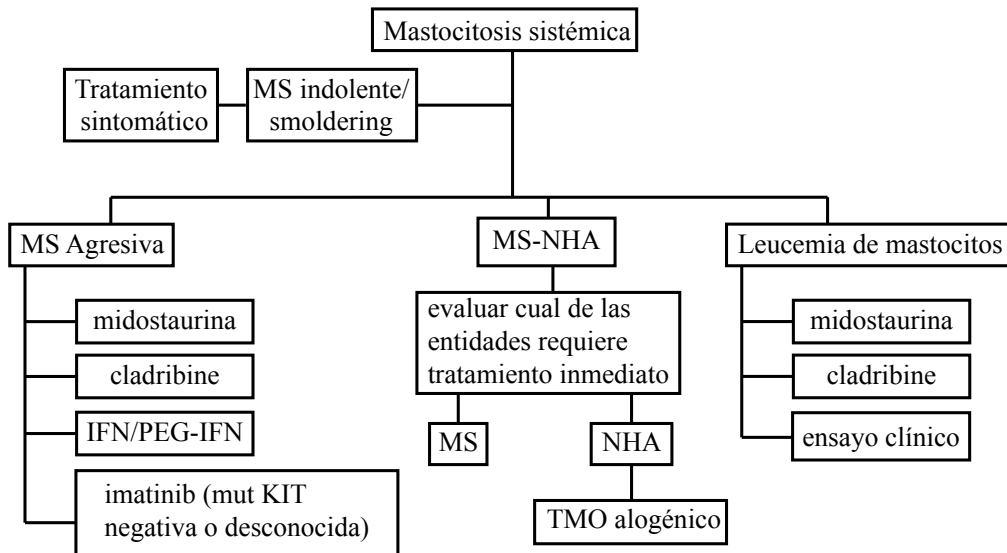 Mastocitosis sistémica
Tratamiento
sintomático
MS indolente/
smoldering
MS Agresiva
midostaurina
cladribine
IFN/PEG-IFN
imatinib (mut KIT
negativa o desconocida)
MS-NHA
evaluar cual de las
entidades requiere
tratamiento inmediato
MS
NHA
TMO alogénico
Leucemia de mastocitos
midostaurina
cladribine
ensayo clínico